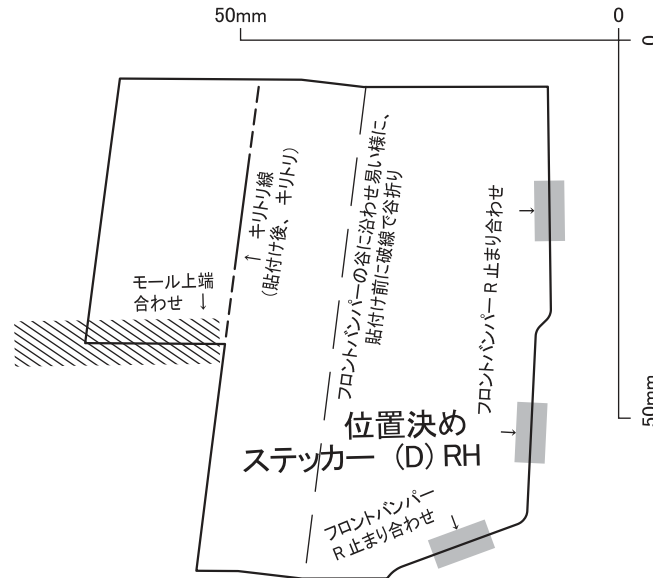 50mm
0
0
50mm
↑ キリトリ線
(貼付け後、キリトリ)
フロントバンパーの谷に沿わせ易い様に、
貼付け前に破線で谷折り
フロントバンパー R 止まり合わせ
モール上端
合わせ ↓
位置決め
ステッカー (D) RH
フロントバンパー
R 止まり合わせ